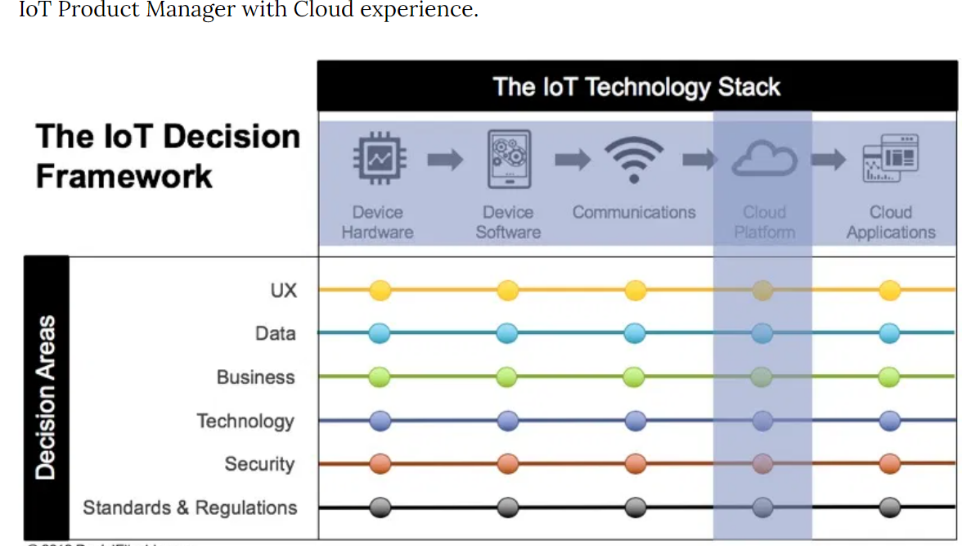 IoT Product Manager with Cloud experience.
The IoT Technology Stack
The IoT Decision
Framework
Device
Hardware
Device
Software
Communications
Cloud
Platform
Cloud
Applications
Decision Areas
UX
Data
Business
Technology
Security
Standards & Regulations